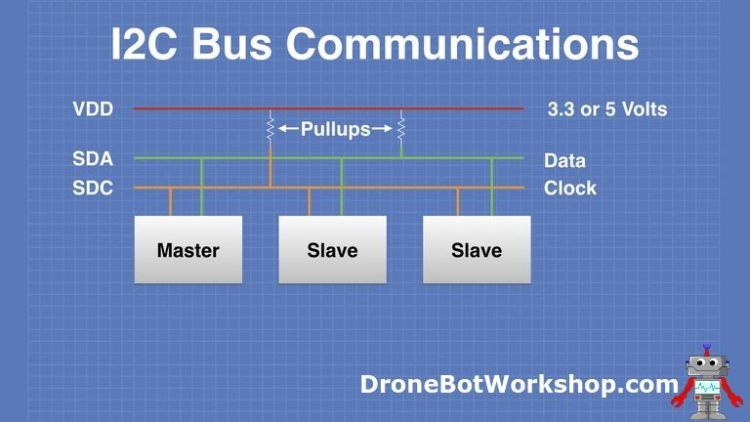 I2C Bus Communications
VDD
3.3 or 5 Volts
Pullups
SDA
Data
SDC
Clock
Master
Slave
Slave
DroneBotWorkshop.com